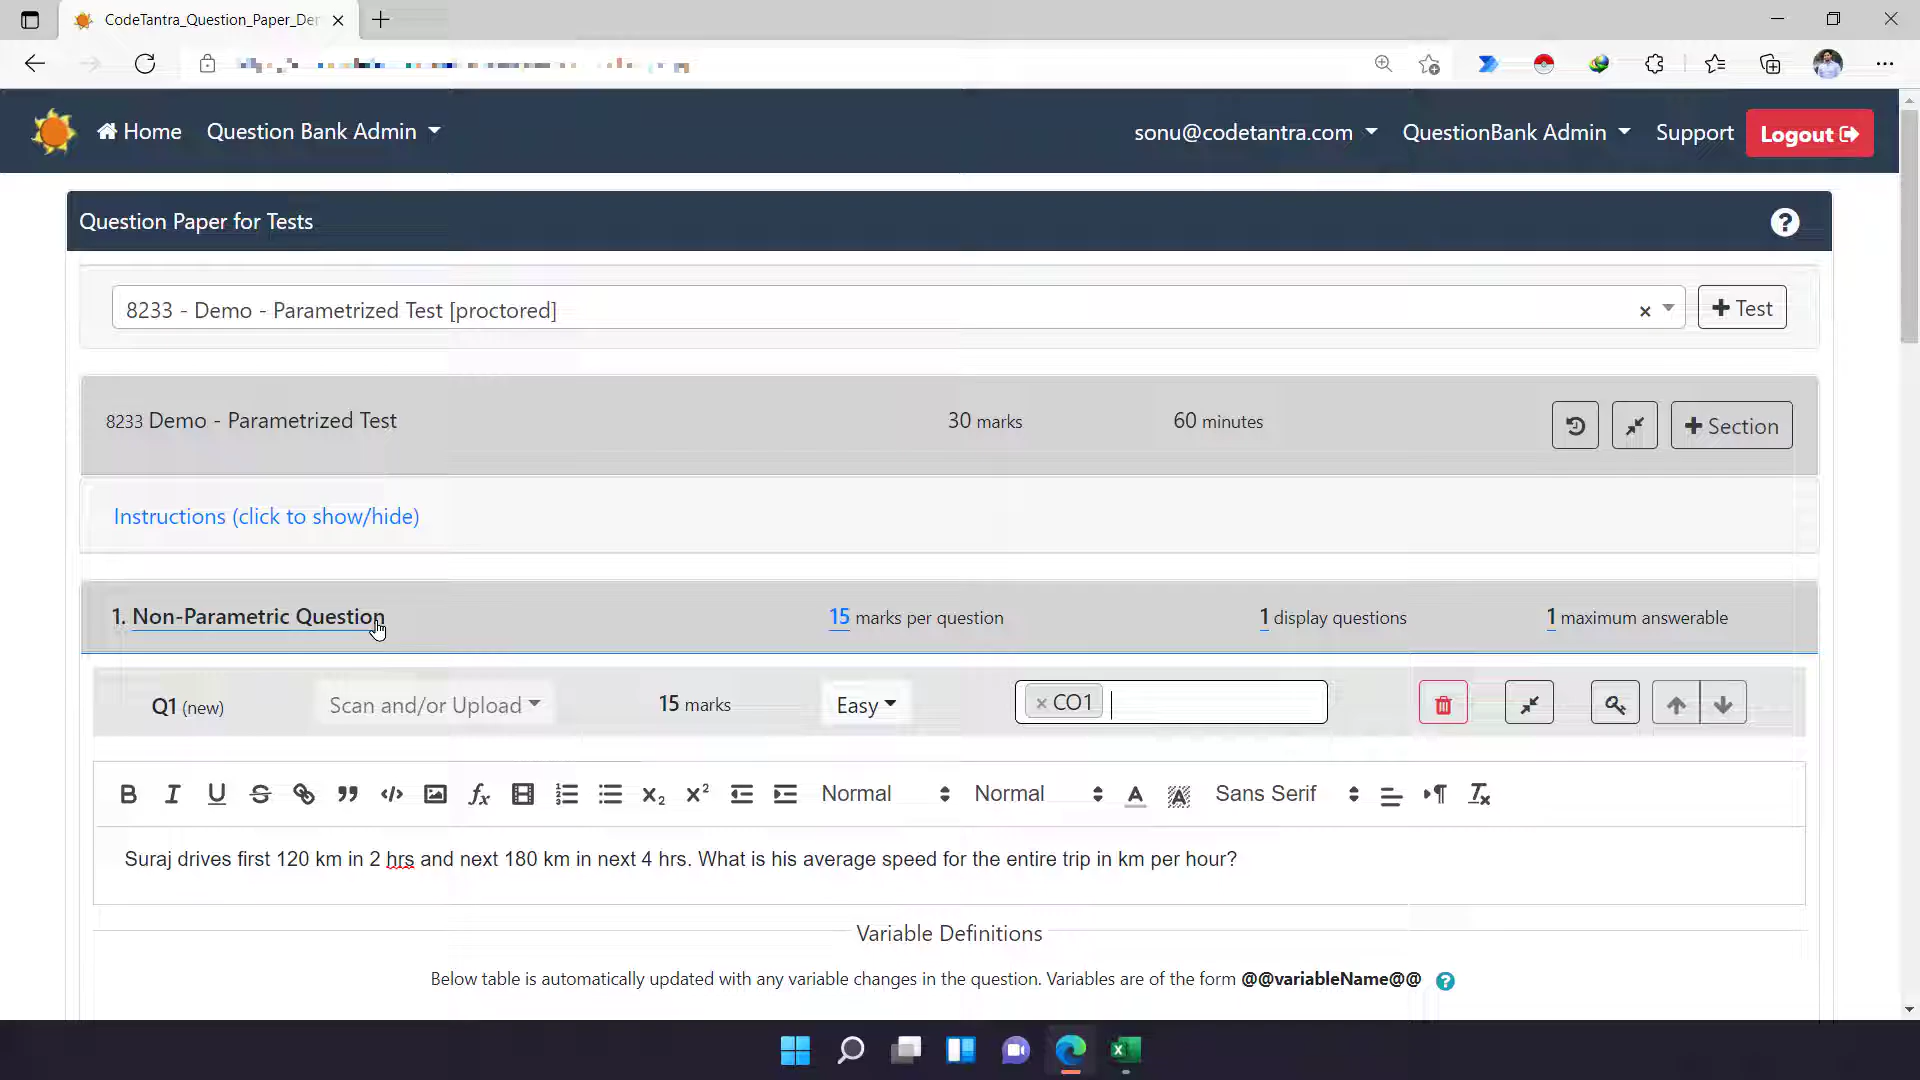 CodeTantra_Question_Paper_Der
Home
Question Bank Admin
sonu@codetantra.com
QuestionBank Admin
Support
Logout
Question Paper for Tests
8233 - Demo - Parametrized Test [proctored]
Test
8233 Demo - Parametrized Test
30 marks
60 minutes
Section
Instructions (click to show/hide)
1. Non-Parametric Question
15 marks per question
1 display questions
1 maximum answerable
Q1 (new)
Scan and/or Upload
15 marks
Easy
× CO1
Normal
Normal
Sans Serif
Suraj drives first 120 km in 2 hrs and next 180 km in next 4 hrs. What is his average speed for the entire trip in km per hour?
Variable Definitions
Below table is automatically updated with any variable changes in the question. Variables are of the form @@variableName@@